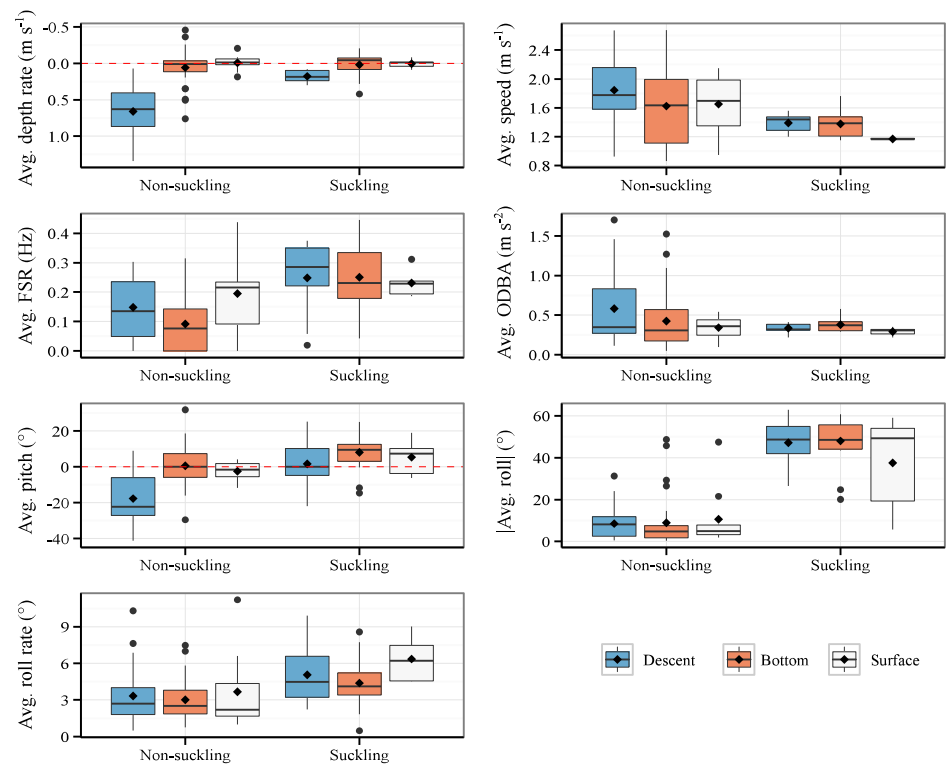 Avg. depth rate (m s⁻¹)
-0.5
0.0
0.5
1.0
Non-suckling Suckling
Avg. speed (m s⁻¹)
2.4
2.0
1.6
1.2
0.8
Non-suckling Suckling
Avg. FSR (Hz)
0.4
0.3
0.2
0.1
0.0
Non-suckling Suckling
Avg. ODBA (m s⁻²)
1.5
1.0
0.5
0.0
Non-suckling Suckling
Avg. pitch (°)
20
0
-20
-40
Non-suckling Suckling
|Avg. roll| (°)
60
40
20
0
Non-suckling Suckling
Avg. roll rate (°)
9
6
3
0
Non-suckling Suckling
Descent Bottom Surface